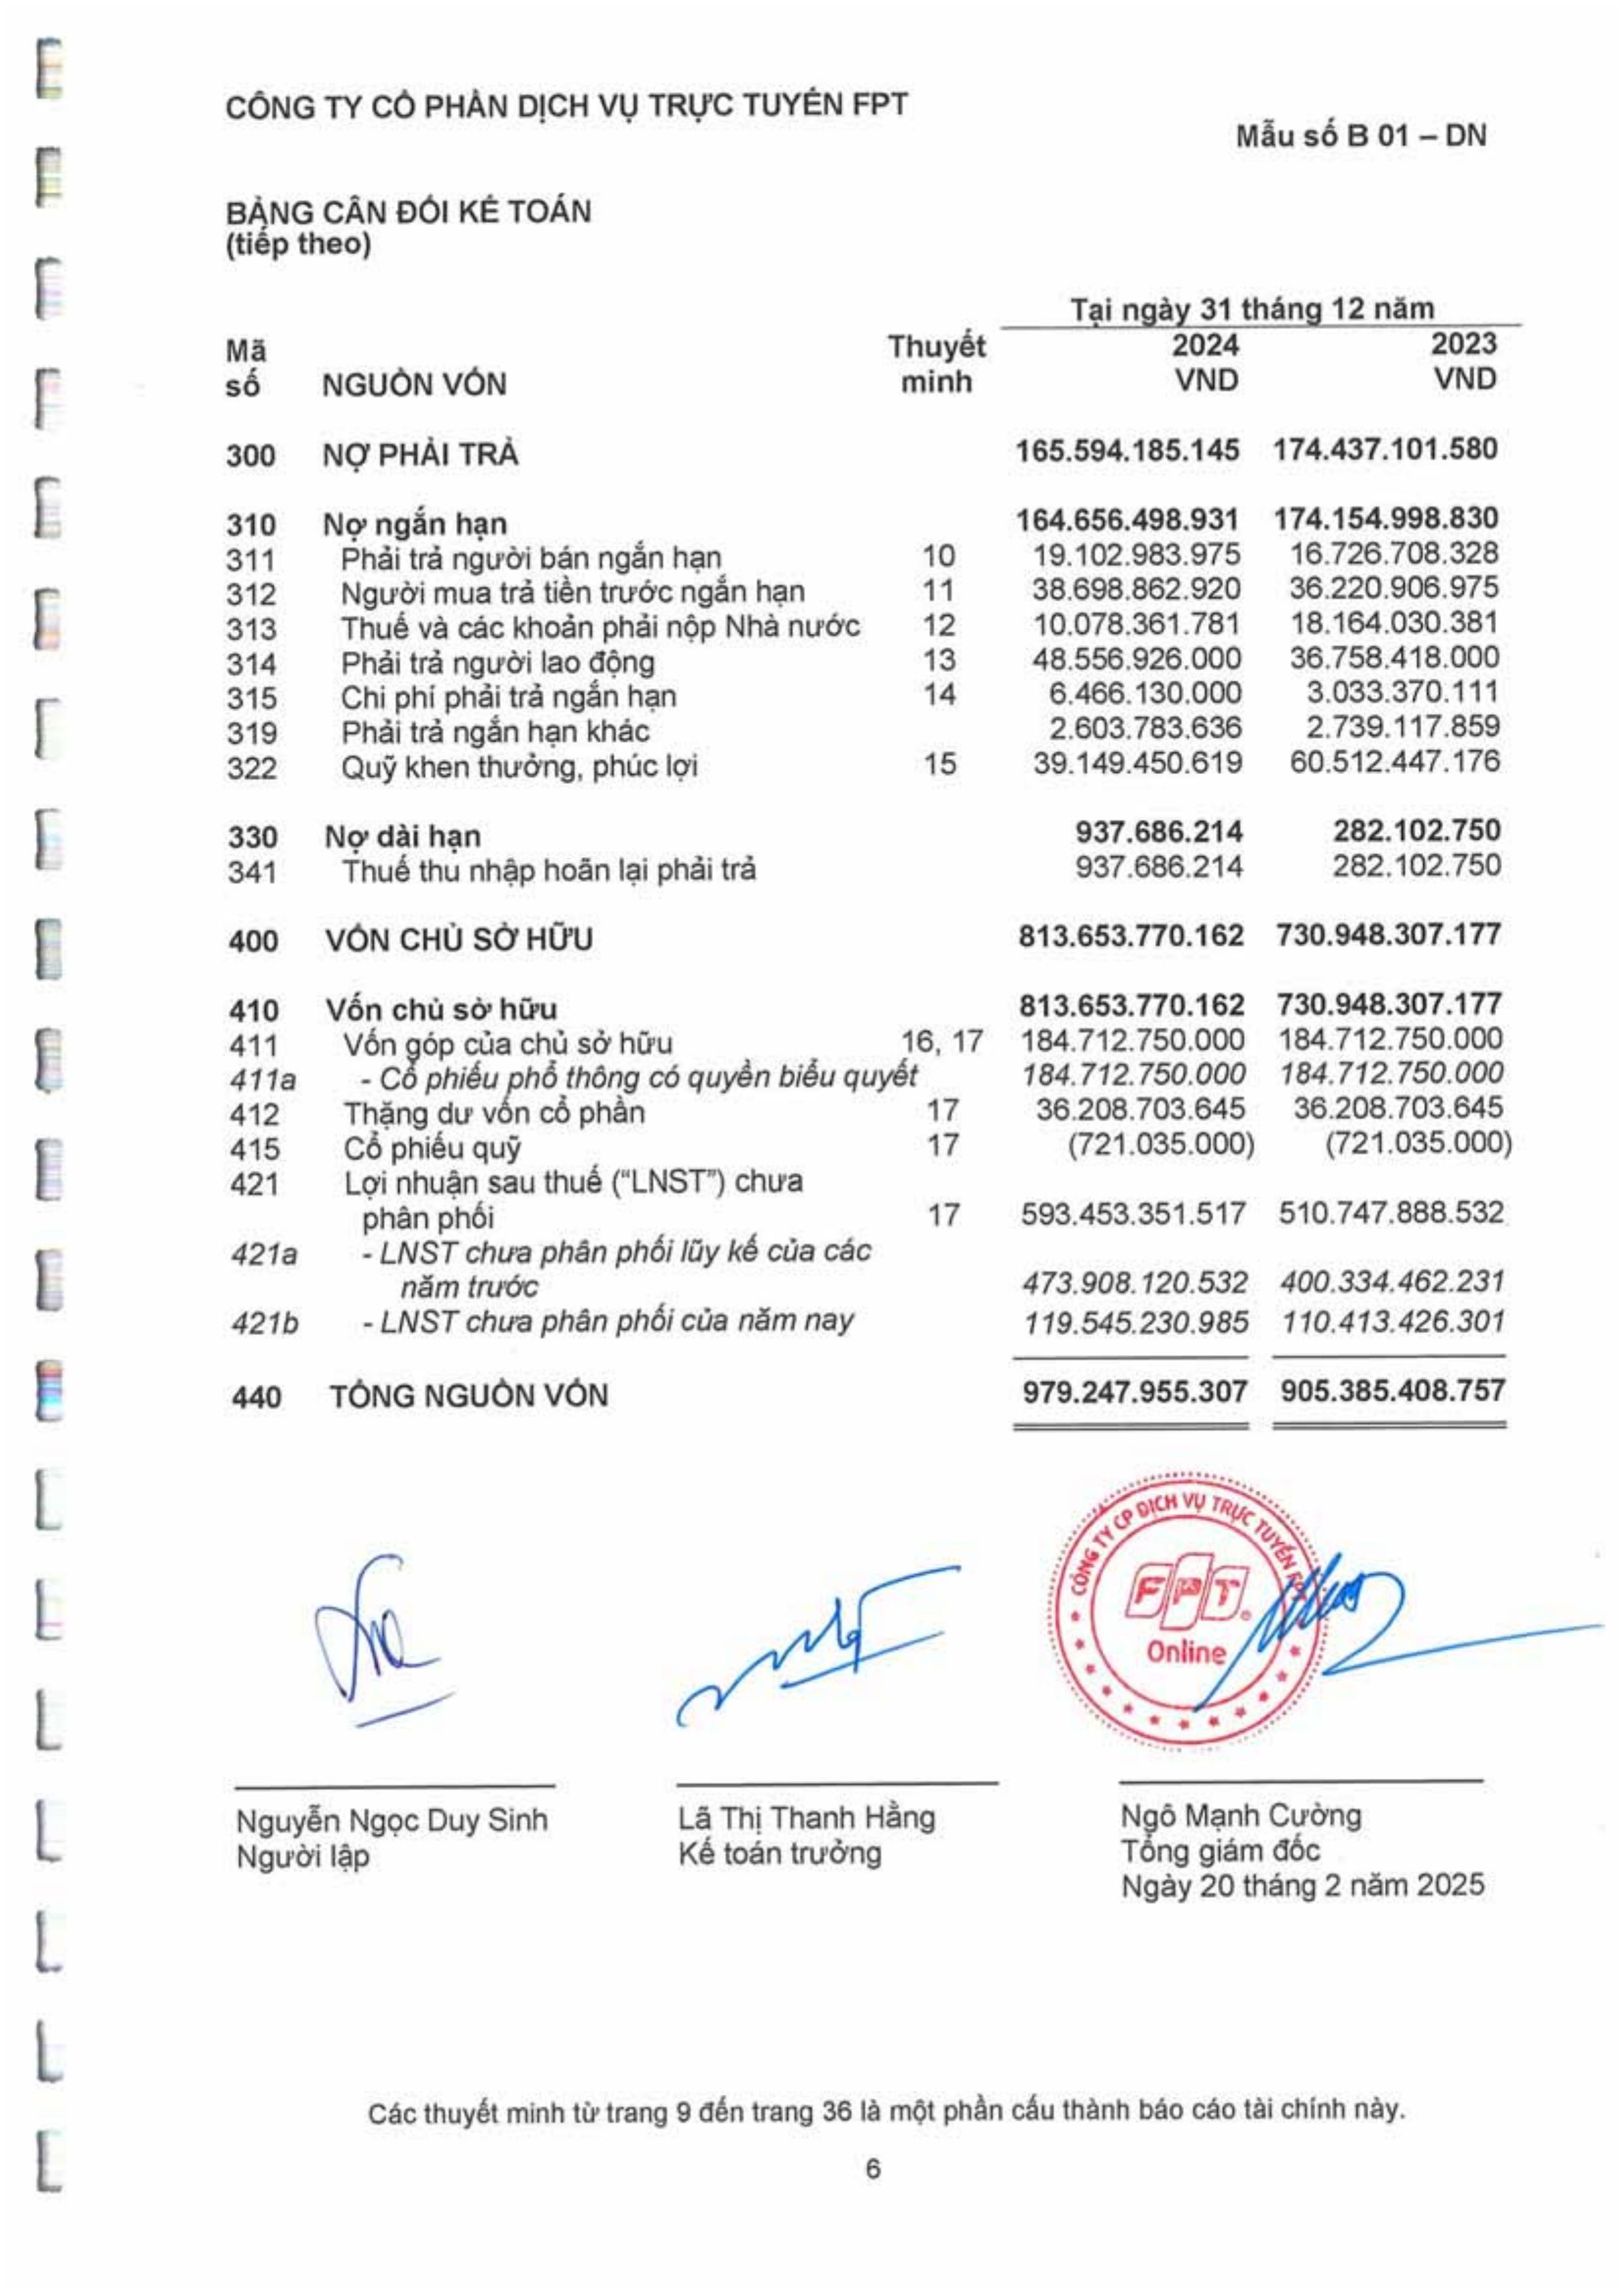 CÔNG TY CỔ PHẦN DỊCH VỤ TRỰC TUYẾN FPT
Mẫu số B 01 – DN
BẢNG CÂN ĐỐI KẾ TOÁN
(tiếp theo)
Tại ngày 31 tháng 12 năm
Mã số NGUỒN VỐN Thuyết minh 2024 VND 2023 VND
300 NỢ PHẢI TRẢ 165.594.185.145 174.437.101.580
310 Nợ ngắn hạn 164.656.498.931 174.154.998.830
311 Phải trả người bán ngắn hạn 10 19.102.983.975 16.726.708.328
312 Người mua trả tiền trước ngắn hạn 11 38.698.862.920 36.220.906.975
313 Thuế và các khoản phải nộp Nhà nước 12 10.078.361.781 18.164.030.381
314 Phải trả người lao động 13 48.556.926.000 36.758.418.000
315 Chi phí phải trả ngắn hạn 14 6.466.130.000 3.033.370.111
319 Phải trả ngắn hạn khác 2.603.783.636 2.739.117.859
322 Quỹ khen thưởng, phúc lợi 15 39.149.450.619 60.512.447.176
330 Nợ dài hạn 937.686.214 282.102.750
341 Thuế thu nhập hoãn lại phải trả 937.686.214 282.102.750
400 VỐN CHỦ SỞ HỮU 813.653.770.162 730.948.307.177
410 Vốn chủ sở hữu 813.653.770.162 730.948.307.177
411 Vốn góp của chủ sở hữu 16, 17 184.712.750.000 184.712.750.000
411a - Cổ phiếu phổ thông có quyền biểu quyết 184.712.750.000 184.712.750.000
412 Thặng dư vốn cổ phần 17 36.208.703.645 36.208.703.645
415 Cổ phiếu quỹ 17 (721.035.000) (721.035.000)
421 Lợi nhuận sau thuế (“LNST”) chưa
phân phối 17 593.453.351.517 510.747.888.532
421a - LNST chưa phân phối lũy kế của các
năm trước 473.908.120.532 400.334.462.231
421b - LNST chưa phân phối của năm nay 119.545.230.985 110.413.426.301
440 TỔNG NGUỒN VỐN 979.247.955.307 905.385.408.757
CÔNG TY CP DỊCH VỤ TRỰC TUYẾN FPT
FPT
Online
Nguyễn Ngọc Duy Sinh
Người lập
Lã Thị Thanh Hằng
Kế toán trưởng
Ngô Mạnh Cường
Tổng giám đốc
Ngày 20 tháng 2 năm 2025
Các thuyết minh từ trang 9 đến trang 36 là một phần cấu thành báo cáo tài chính này.
6